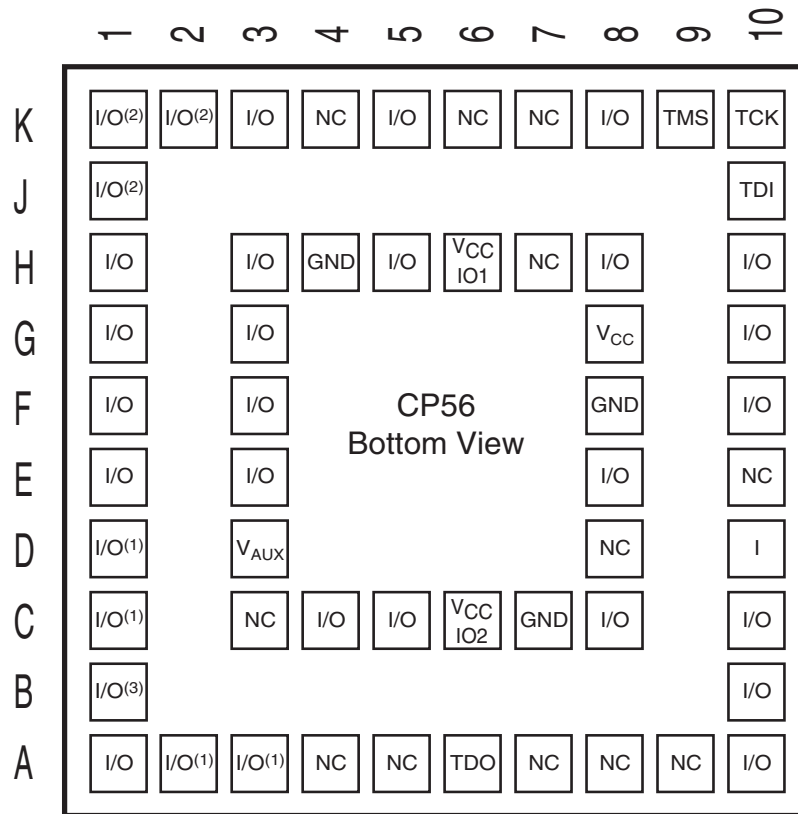 1 2 3 4 5 6 7 8 9 10
K I/O(2) I/O(2) I/O NC I/O NC NC I/O TMS TCK
J I/O(2) TDI
H I/O I/O GND I/O VCC IO1 NC I/O I/O
G I/O I/O VCC I/O
F I/O I/O CP56 GND I/O
E I/O I/O Bottom View I/O NC
D I/O(1) VAUX NC I
C I/O(1) NC I/O I/O VCC IO2 GND I/O I/O
B I/O(3) I/O
A I/O I/O(1) I/O(1) NC NC TDO NC NC NC I/O